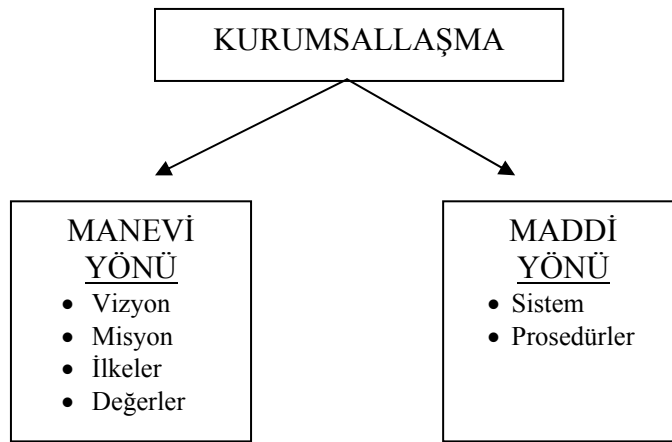 KURUMSALLAŞMA
MANEVİ
YÖNÜ
• Vizyon
• Misyon
• İlkeler
• Değerler
MADDİ
YÖNÜ
• Sistem
• Prosedürler